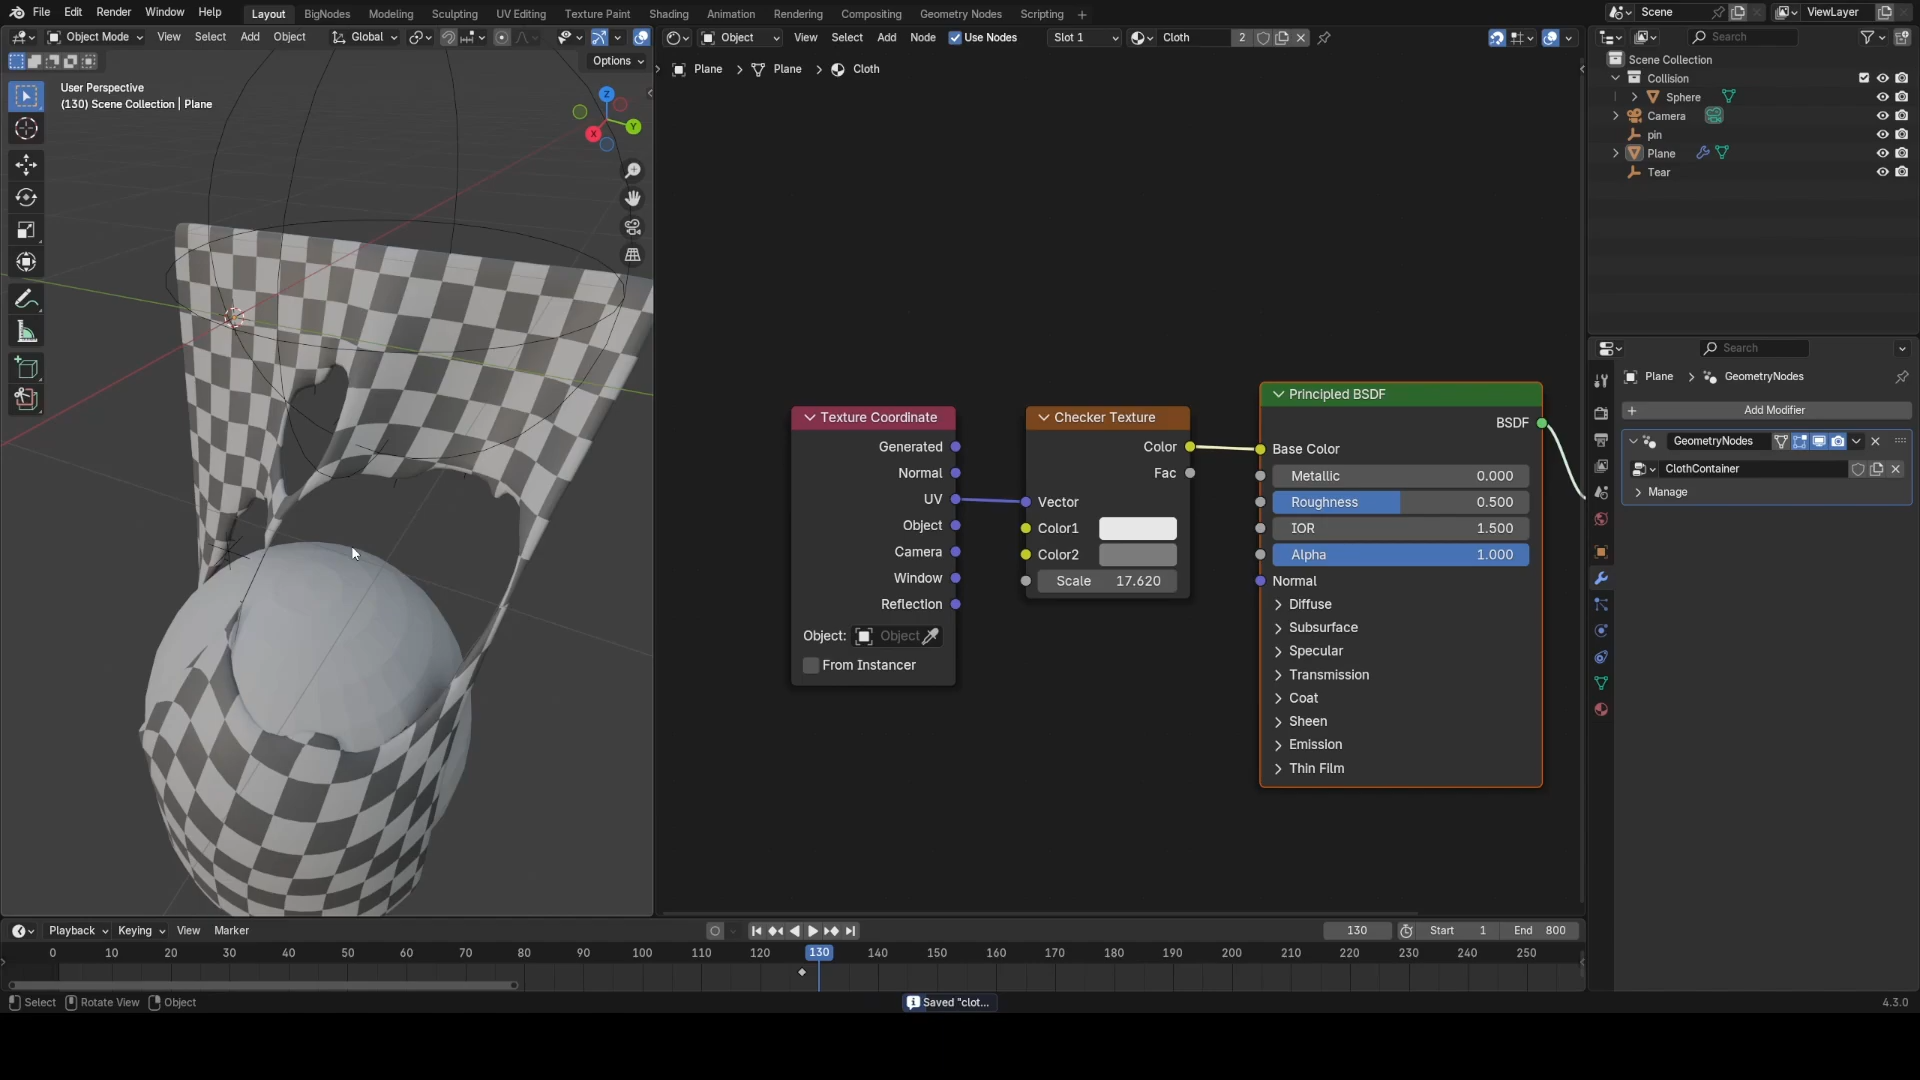 File Edit Render Window Help Layout BigNodes Modeling Sculpting UV Editing Texture Paint Shading Animation Rendering Compositing Geometry Nodes Scripting + Scene ViewLayer
Object Mode View Select Add Object Global
Object View Select Add Node Use Nodes Slot 1 Cloth 2
Search
Options
User Perspective
(130) Scene Collection | Plane
Z
Y
X
Plane > Plane > Cloth
Texture Coordinate
Generated
Normal
UV
Object
Camera
Window
Reflection
Object: Object
From Instancer
Checker Texture
Color
Fac
Vector
Color1
Color2
Scale 17.620
Principled BSDF
BSDF
Base Color
Metallic 0.000
Roughness 0.500
IOR 1.500
Alpha 1.000
Normal
Diffuse
Subsurface
Specular
Transmission
Coat
Sheen
Emission
Thin Film
Scene Collection
Collision
Sphere
Camera
pin
Plane
Tear
Search
Plane > GeometryNodes
+ Add Modifier
GeometryNodes
ClothContainer
Manage
Playback Keying View Marker 130 Start 1 End 800
0 10 20 30 40 50 60 70 80 90 100 110 120 130 140 150 160 170 180 190 200 210 220 230 240 250
Select Rotate View Object Saved "clot... 4.3.0